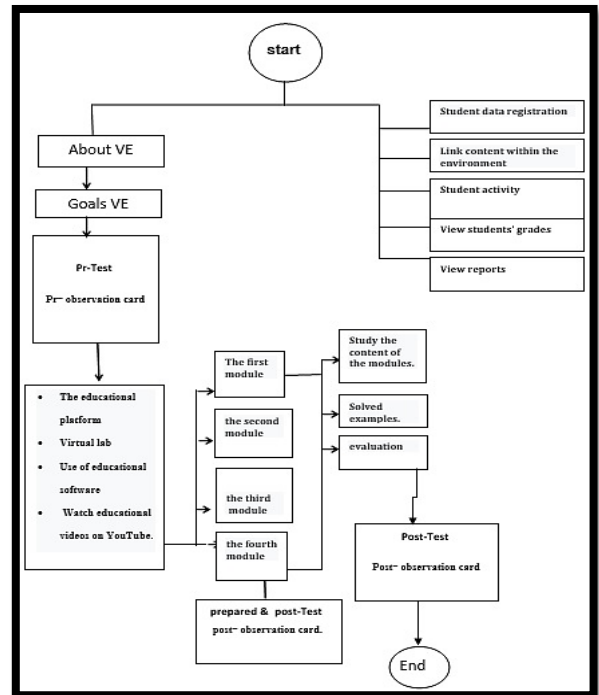 start
About VE
Goals VE
Pr-Test
Pr- observation card
• The educational
platform
• Virtual lab
• Use of educational
software
• Watch educational
videos on YouTube.
Student data registration
Link content within the
environment
Student activity
View students' grades
View reports
The first
module
the second
module
the third
module
the fourth
module
prepared & post-Test
post- observation card.
Study the
content of
the modules.
Solved
examples.
evaluation
Post-Test
Post- observation card
End